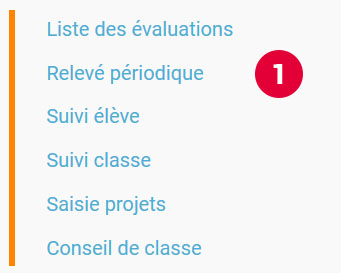 Liste des évaluations
Relevé périodique 1
Suivi élève
Suivi classe
Saisie projets
Conseil de classe